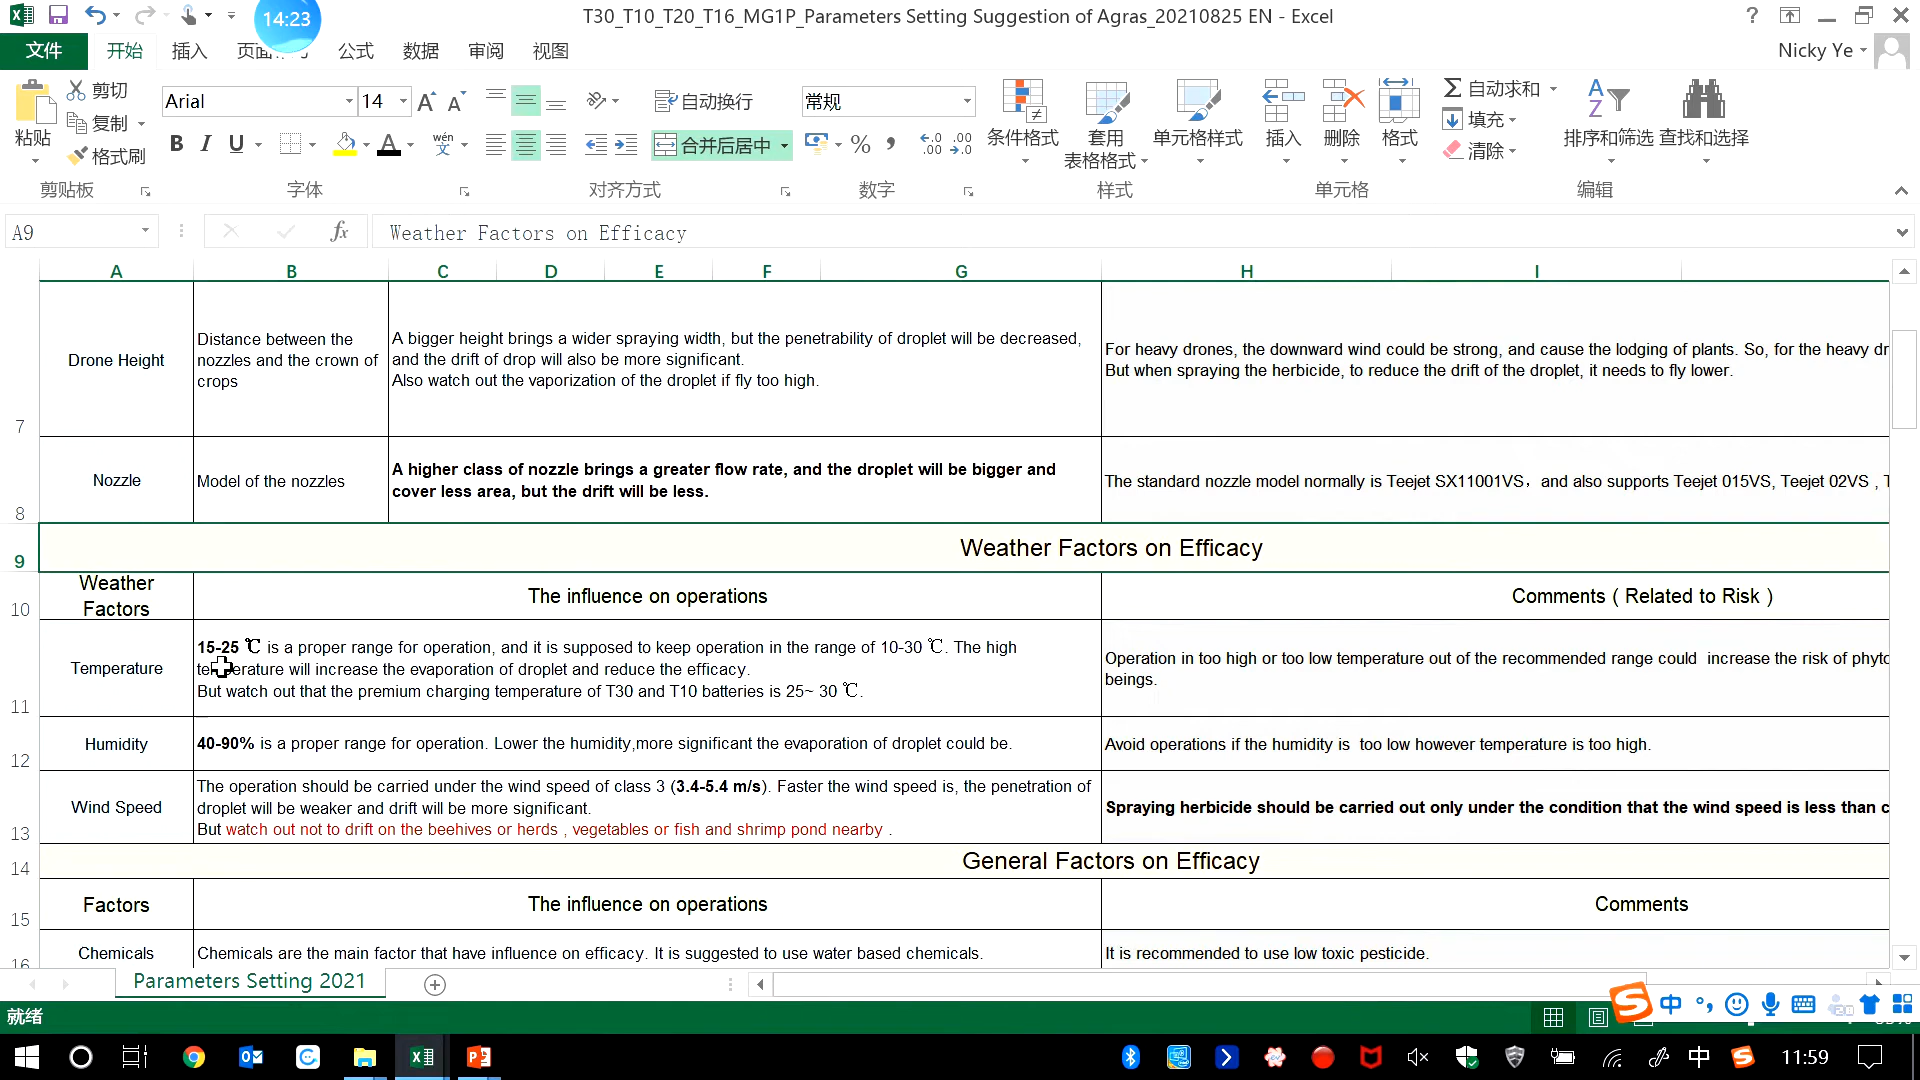 14:23
T30_T10_T20_T16_MG1P_Parameters Setting Suggestion of Agras_20210825 EN - Excel
文件 开始 插入 公式 数据 审阅 视图 Nicky Ye
粘贴 剪切 复制 格式刷
Arial 14
B I U wén 文
自动换行
合并后居中
常规
条件格式 套用 表格格式 单元格样式 插入 删除 格式
自动求和 填充 清除 排序和筛选 查找和选择
剪贴板 字体 对齐方式 数字 样式 单元格 编辑
A9 fx Weather Factors on Efficacy
A B C D E F G H I
7
Drone Height
Distance between the
nozzles and the crown of
crops
A bigger height brings a wider spraying width, but the penetrability of droplet will be decreased,
and the drift of drop will also be more significant.
Also watch out the vaporization of the droplet if fly too high.
For heavy drones, the downward wind could be strong, and cause the lodging of plants. So, for the heavy dr
But when spraying the herbicide, to reduce the drift of the droplet, it needs to fly lower.
8
Nozzle
Model of the nozzles
A higher class of nozzle brings a greater flow rate, and the droplet will be bigger and
cover less area, but the drift will be less.
The standard nozzle model normally is Teejet SX11001VS，and also supports Teejet 015VS, Teejet 02VS , T
9
Weather Factors on Efficacy
10
Weather
Factors
The influence on operations
Comments ( Related to Risk )
11
Temperature
15-25 ℃ is a proper range for operation, and it is supposed to keep operation in the range of 10-30 ℃. The high
temperature will increase the evaporation of droplet and reduce the efficacy.
But watch out that the premium charging temperature of T30 and T10 batteries is 25~ 30 ℃.
Operation in too high or too low temperature out of the recommended range could increase the risk of phyto
beings.
12
Humidity
40-90% is a proper range for operation. Lower the humidity,more significant the evaporation of droplet could be.
Avoid operations if the humidity is too low however temperature is too high.
13
Wind Speed
The operation should be carried under the wind speed of class 3 (3.4-5.4 m/s). Faster the wind speed is, the penetration of
droplet will be weaker and drift will be more significant.
But watch out not to drift on the beehives or herds , vegetables or fish and shrimp pond nearby .
Spraying herbicide should be carried out only under the condition that the wind speed is less than c
14
General Factors on Efficacy
15
Factors
The influence on operations
Comments
16
Chemicals
Chemicals are the main factor that have influence on efficacy. It is suggested to use water based chemicals.
It is recommended to use low toxic pesticide.
Parameters Setting 2021
就绪
中
中 11:59